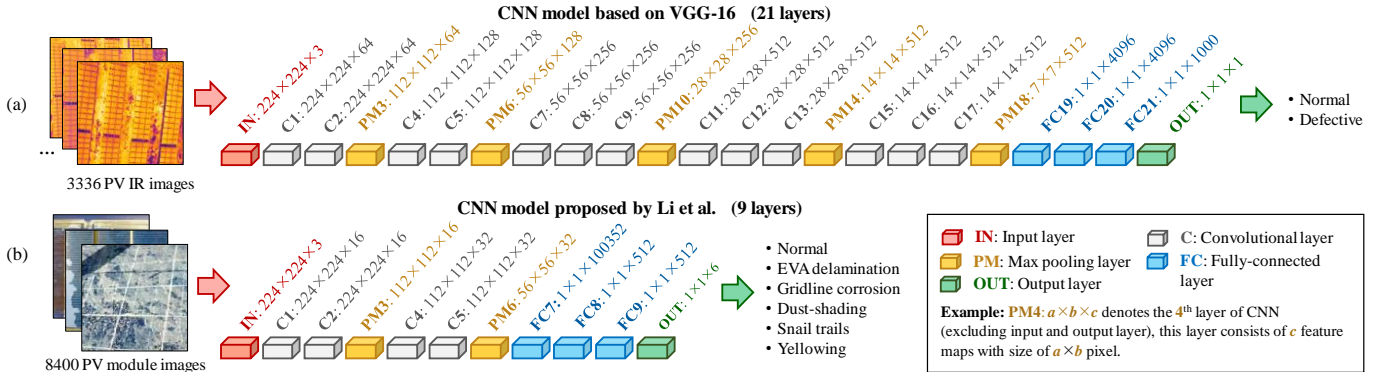 CNN model based on VGG-16 (21 layers)
(a)
...
3336 PV IR images
IN: 224×224×3
C1: 224×224×64
C2: 224×224×64
PM3: 112×112×64
C4: 112×112×128
C5: 112×112×128
PM6: 56×56×128
C7: 56×56×256
C8: 56×56×256
C9: 56×56×256
PM10: 28×28×256
C11: 28×28×512
C12: 28×28×512
C13: 28×28×512
PM14: 14×14×512
C15: 14×14×512
C16: 14×14×512
C17: 14×14×512
PM18: 7×7×512
FC19: 1×1×4096
FC20: 1×1×4096
FC21: 1×1×1000
OUT: 1×1×1
• Normal
• Defective
CNN model proposed by Li et al. (9 layers)
(b)
8400 PV module images
IN: 224×224×3
C1: 224×224×16
C2: 224×224×16
PM3: 112×112×16
C4: 112×112×32
C5: 112×112×32
PM6: 56×56×32
FC7: 1×1×100352
FC8: 1×1×512
FC9: 1×1×512
OUT: 1×1×6
• Normal
• EVA delamination
• Gridline corrosion
• Dust-shading
• Snail trails
• Yellowing
IN: Input layer
C: Convolutional layer
PM: Max pooling layer
FC: Fully-connected
layer
OUT: Output layer
Example: PM4: a×b×c denotes the 4th layer of CNN
(excluding input and output layer), this layer consists of c feature
maps with size of a×b pixel.